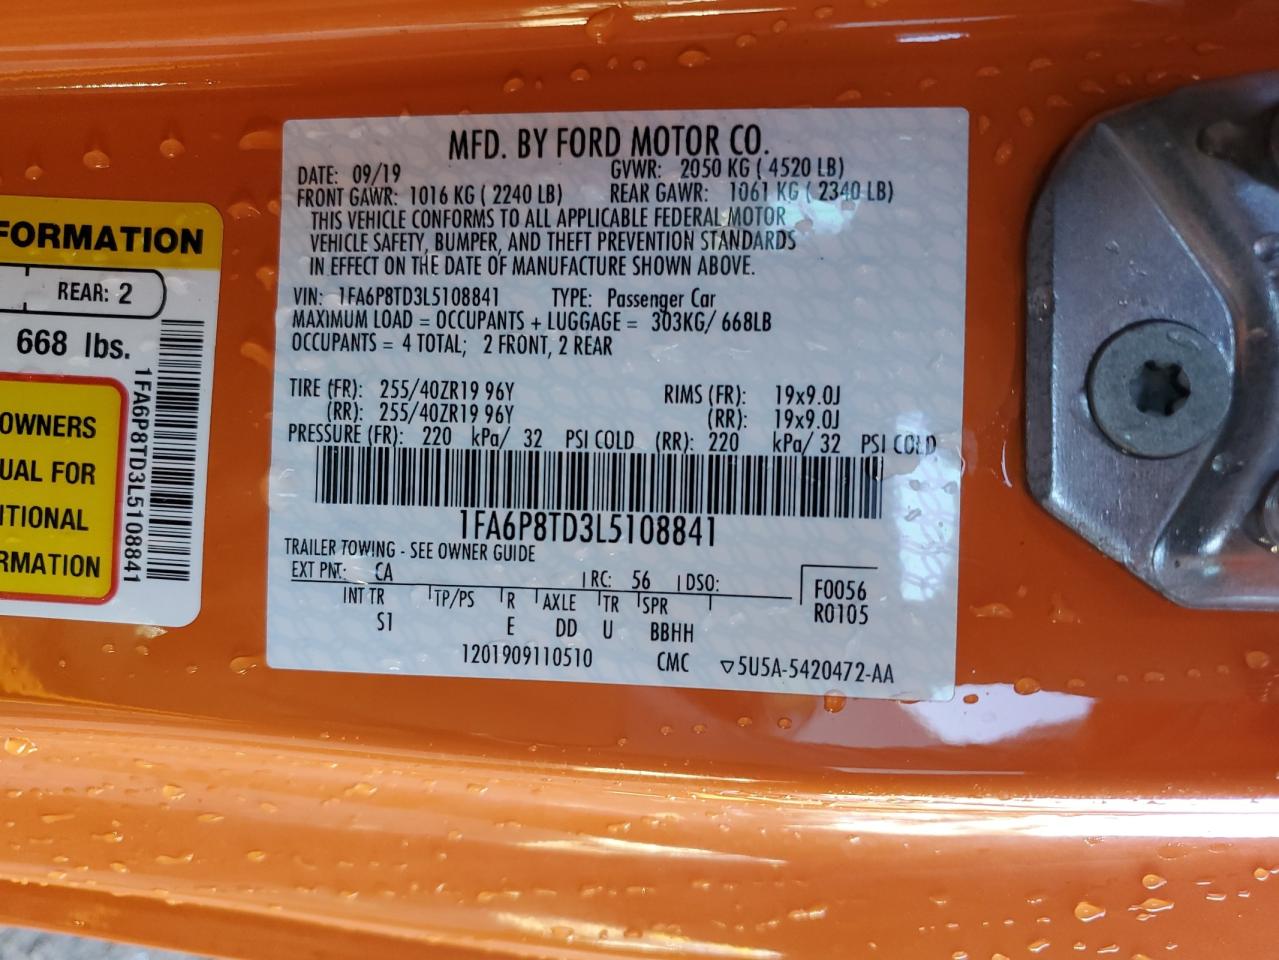 FORMATION
REAR: 2
668 lbs.
OWNERS
UAL FOR
ITIONAL
RMATION
1FA6P8TD3L5108841
MFD. BY FORD MOTOR CO.
DATE: 09/19 GVWR: 2050 KG ( 4520 LB)
FRONT GAWR: 1016 KG ( 2240 LB) REAR GAWR: 1061 KG ( 2340 LB)
THIS VEHICLE CONFORMS TO ALL APPLICABLE FEDERAL MOTOR
VEHICLE SAFETY, BUMPER, AND THEFT PREVENTION STANDARDS
IN EFFECT ON THE DATE OF MANUFACTURE SHOWN ABOVE.
VIN: 1FA6P8TD3L5108841 TYPE: Passenger Car
MAXIMUM LOAD = OCCUPANTS + LUGGAGE = 303KG/ 668LB
OCCUPANTS = 4 TOTAL; 2 FRONT, 2 REAR
TIRE (FR): 255/40ZR19 96Y RIMS (FR): 19x9.0J
(RR): 255/40ZR19 96Y (RR): 19x9.0J
PRESSURE (FR): 220 kPa/ 32 PSI COLD (RR): 220 kPa/ 32 PSI COLD
1FA6P8TD3L5108841
TRAILER TOWING - SEE OWNER GUIDE
EXT PNT: CA RC: 56 DSO: F0056
INT TR TP/PS R AXLE TR SPR R0105
S1 E DD U BBHH
1201909110510 CMC ▽5U5A-5420472-AA